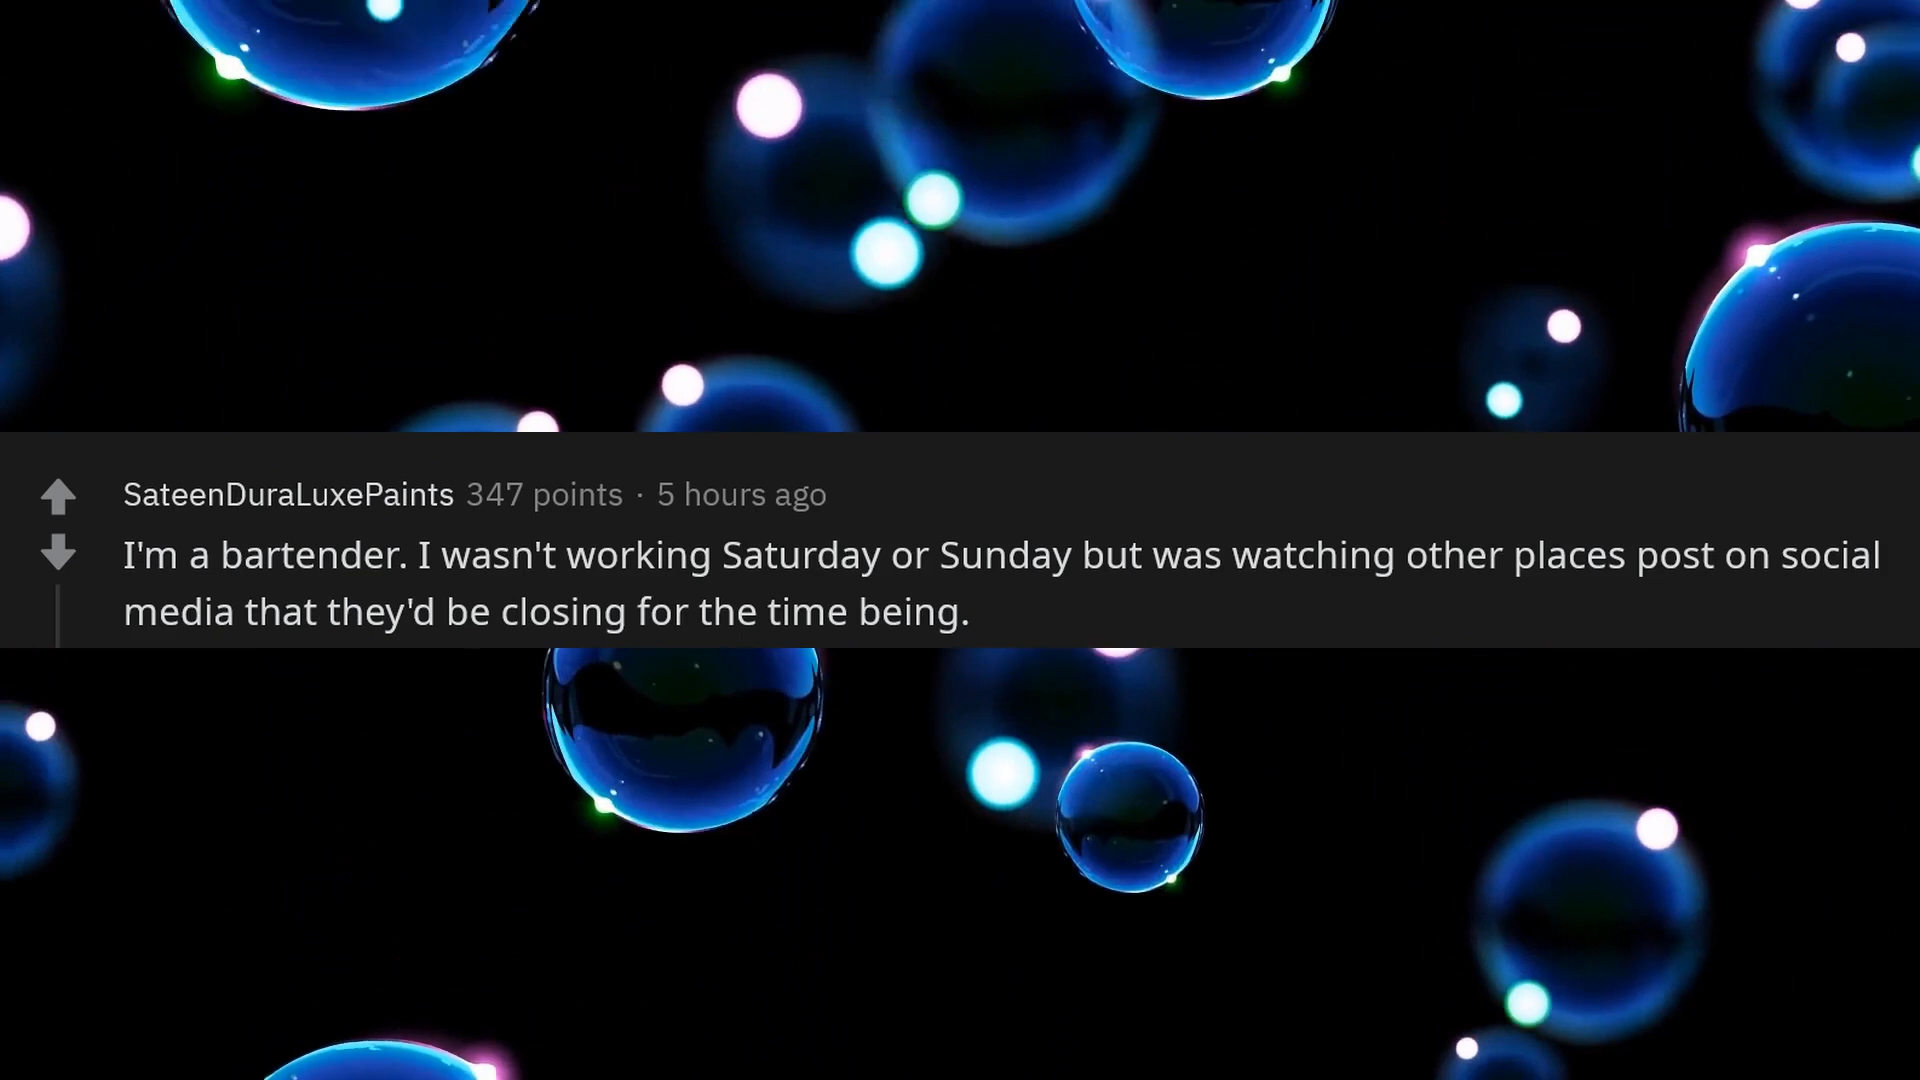 SateenDuraLuxePaints 347 points · 5 hours ago
I'm a bartender. I wasn't working Saturday or Sunday but was watching other places post on social
media that they'd be closing for the time being.